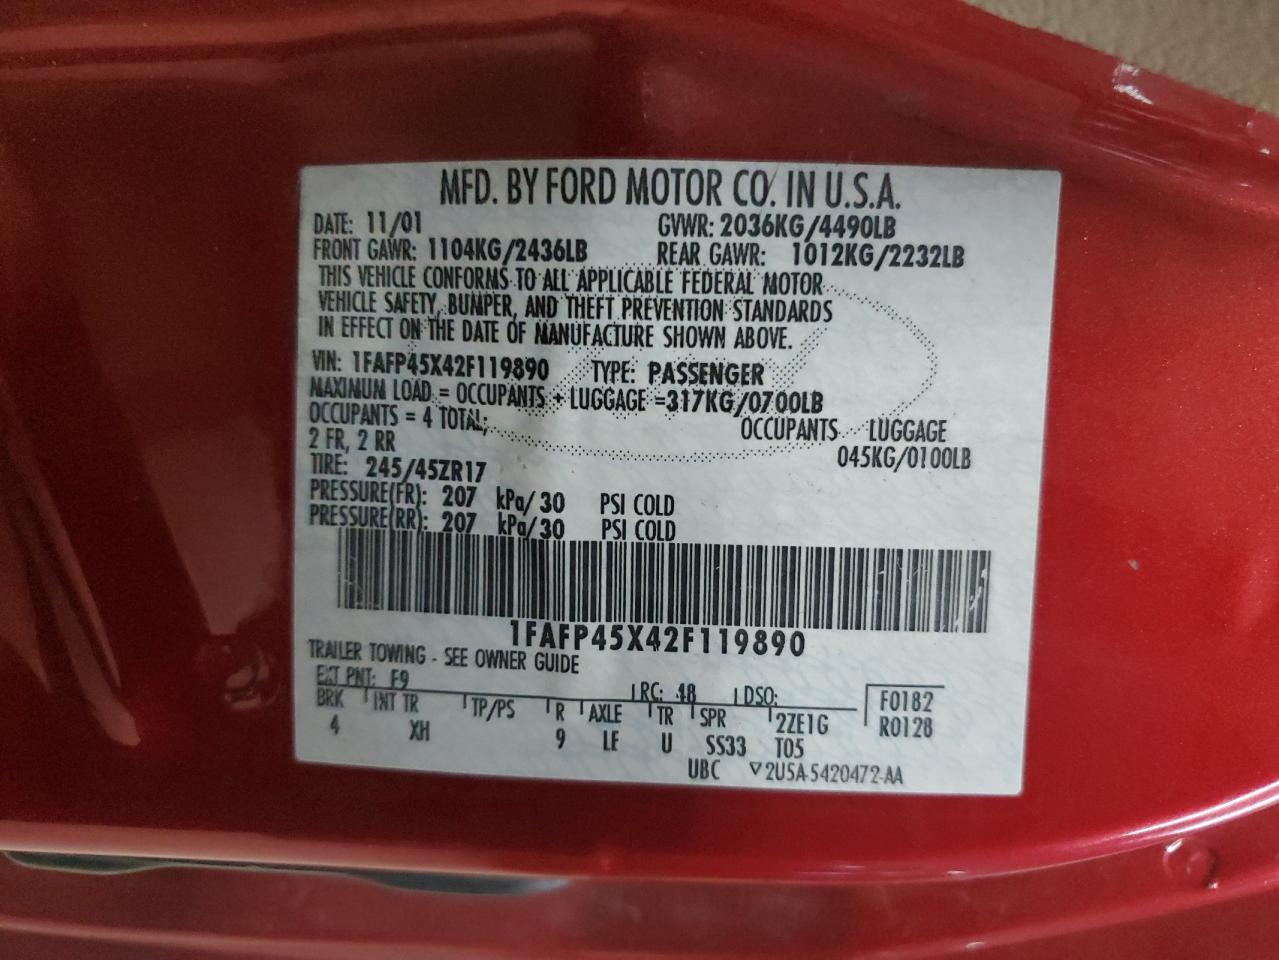 MFD. BY FORD MOTOR CO. IN U.S.A.
DATE: 11/01 GVWR: 2036KG/4490LB
FRONT GAWR: 1104KG/2436LB REAR GAWR: 1012KG/2232LB
THIS VEHICLE CONFORMS TO ALL APPLICABLE FEDERAL MOTOR
VEHICLE SAFETY, BUMPER, AND THEFT PREVENTION STANDARDS
IN EFFECT ON THE DATE OF MANUFACTURE SHOWN ABOVE.
VIN: 1FAFP45X42F119890 TYPE: PASSENGER
MAXIMUM LOAD = OCCUPANTS + LUGGAGE =317KG/0700LB
OCCUPANTS = 4 TOTAL; OCCUPANTS LUGGAGE
2 FR, 2 RR 045KG/0100LB
TIRE: 245/45ZR17
PRESSURE(FR): 207 kPa/ 30 PSI COLD
PRESSURE(RR): 207 kPa/30 PSI COLD
1FAFP45X42F119890
TRAILER TOWING - SEE OWNER GUIDE
EXT PNT: F9 RC: 48 DSO: F0182
BRK INT TR TP/PS R AXLE TR SPR 2ZE1G R0128
4 XH 9 LF U SS33 T05
UBC ▽2USA-5420472-AA